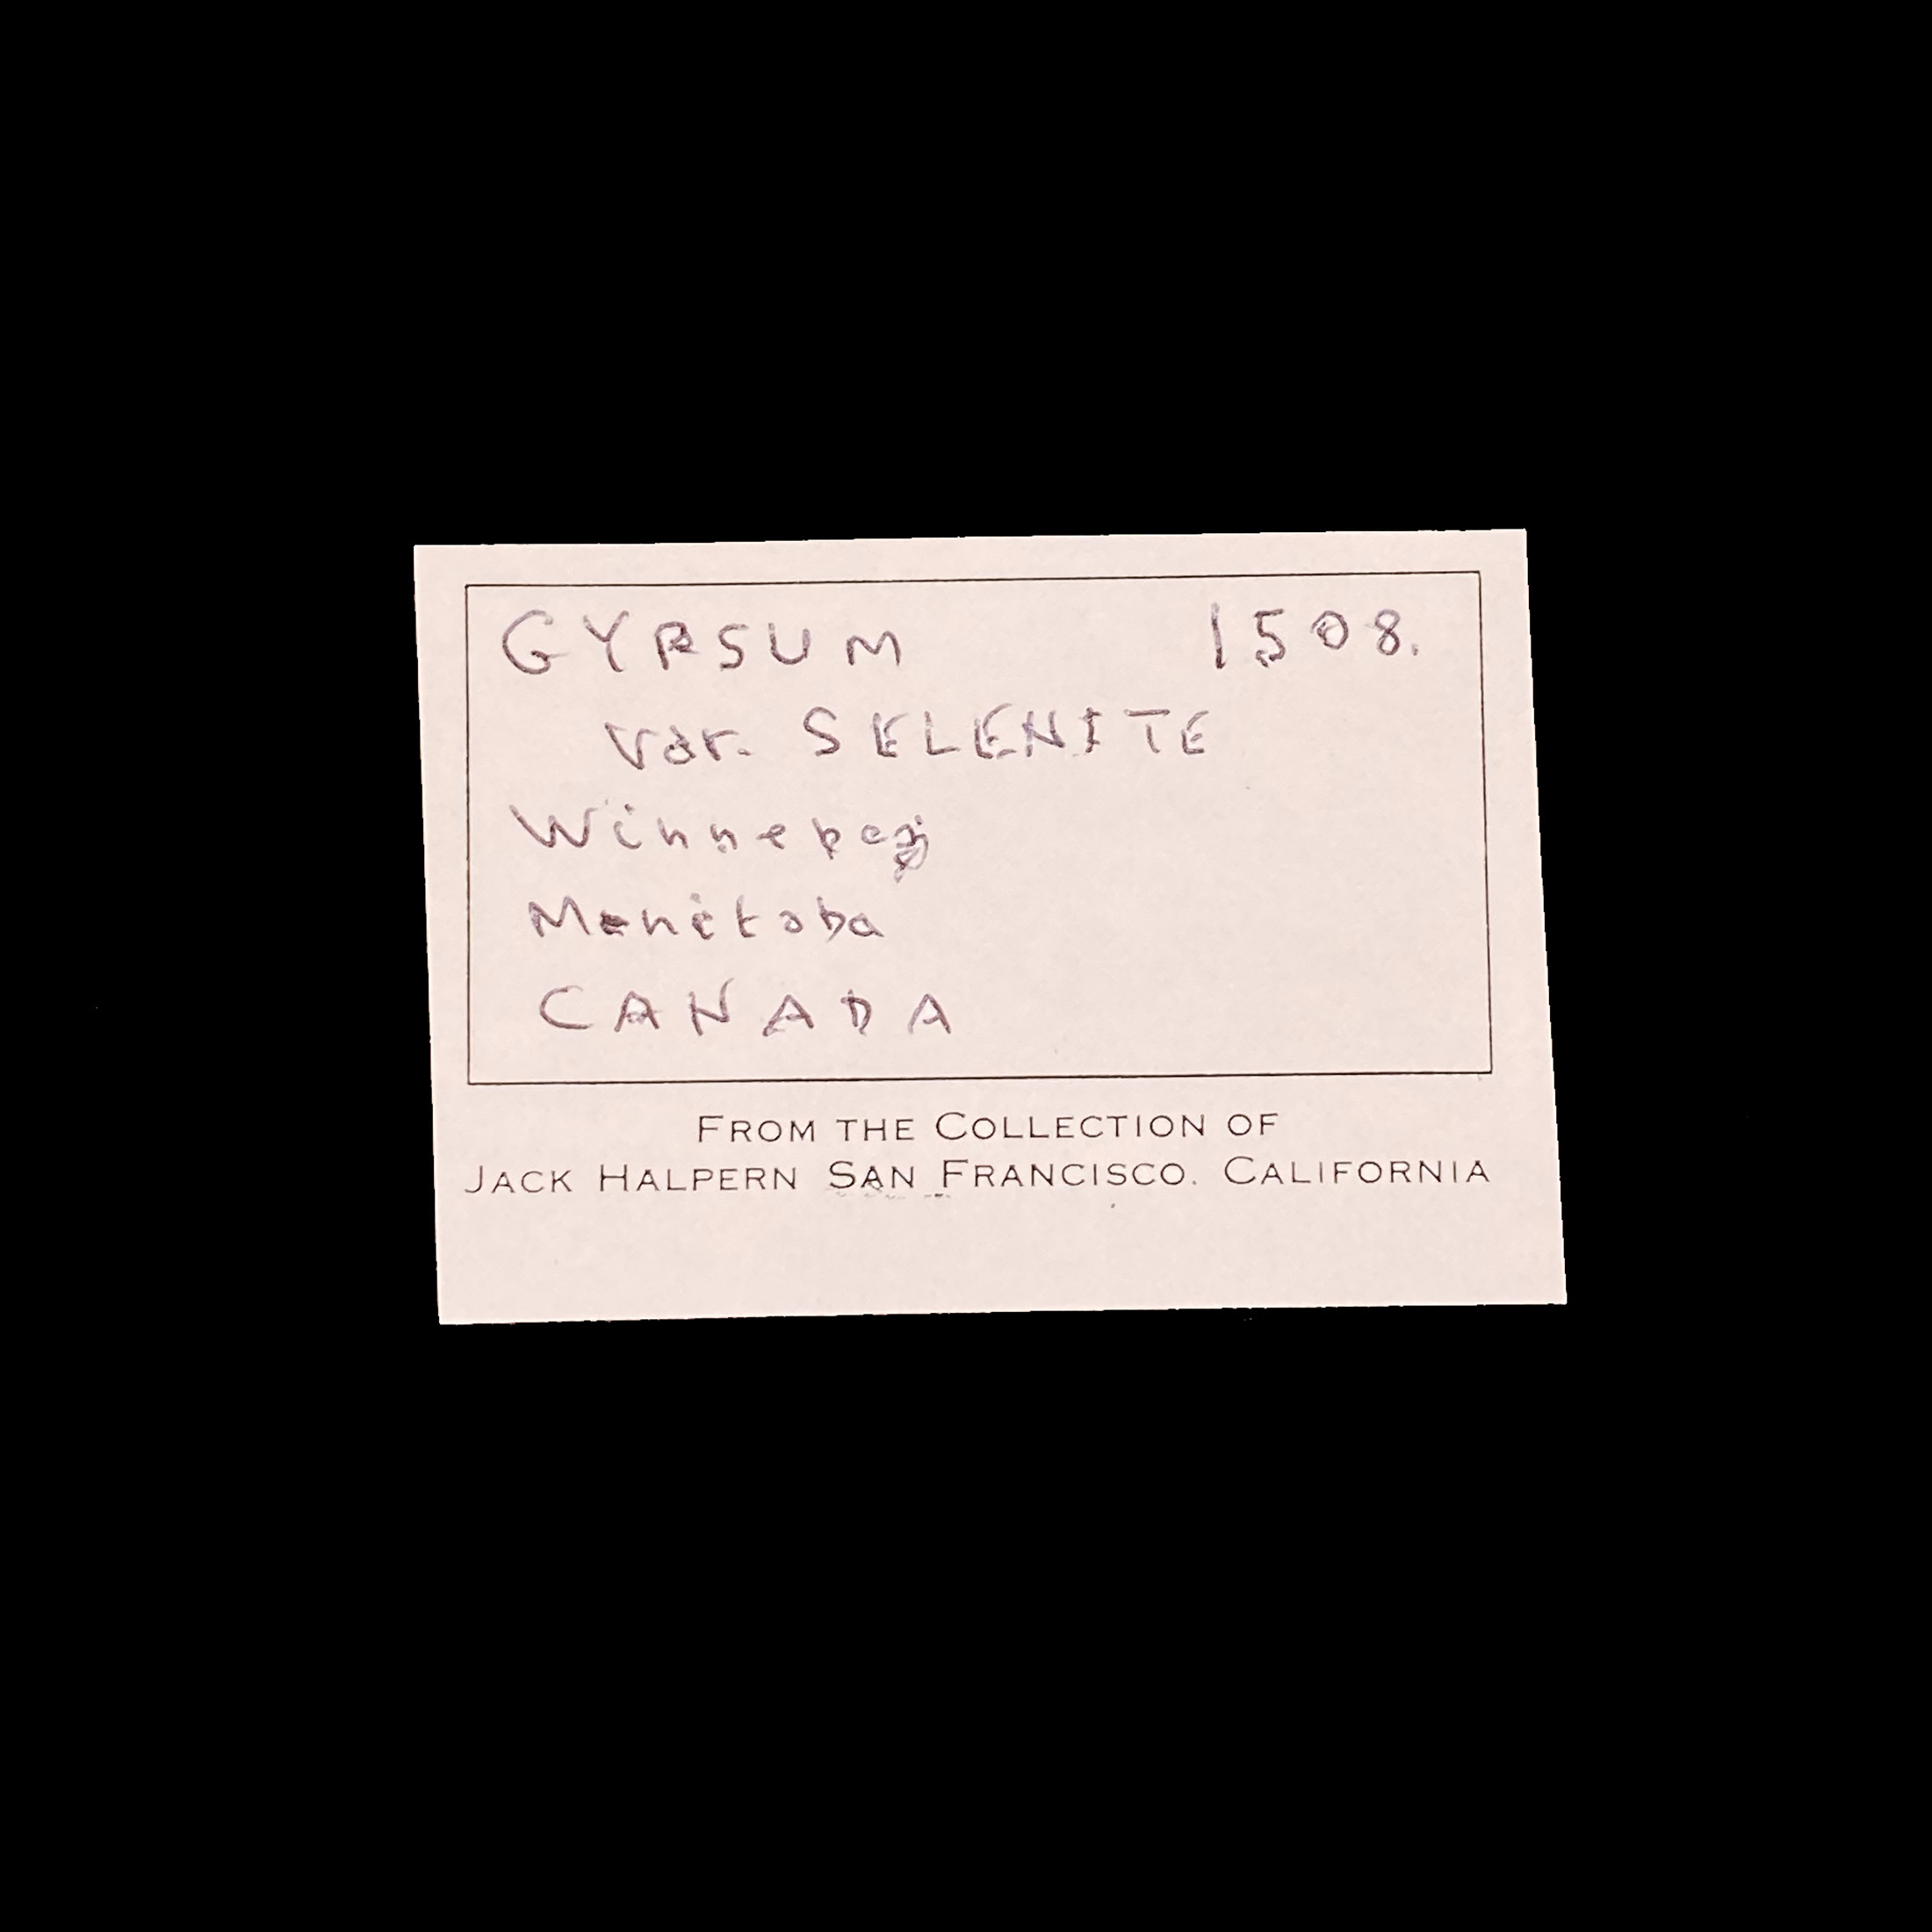 GYPSUM 1508.
var. SELENITE
Winnepeg
Manitoba
CANADA
FROM THE COLLECTION OF
JACK HALPERN SAN FRANCISCO. CALIFORNIA